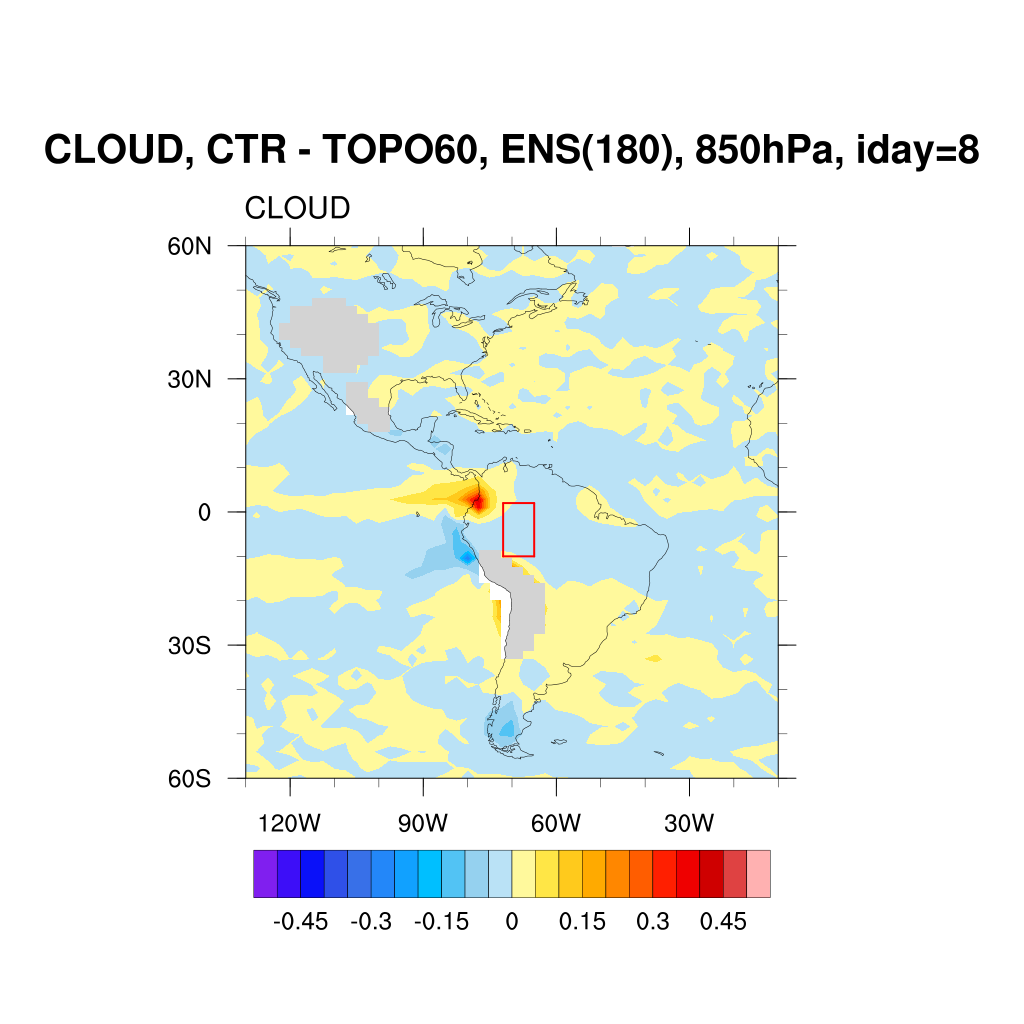 CLOUD, CTR - TOPO60, ENS(180), 850hPa, iday=8
CLOUD
60N
30N
0
30S
60S
120W 90W 60W 30W
-0.45 -0.3 -0.15 0 0.15 0.3 0.45